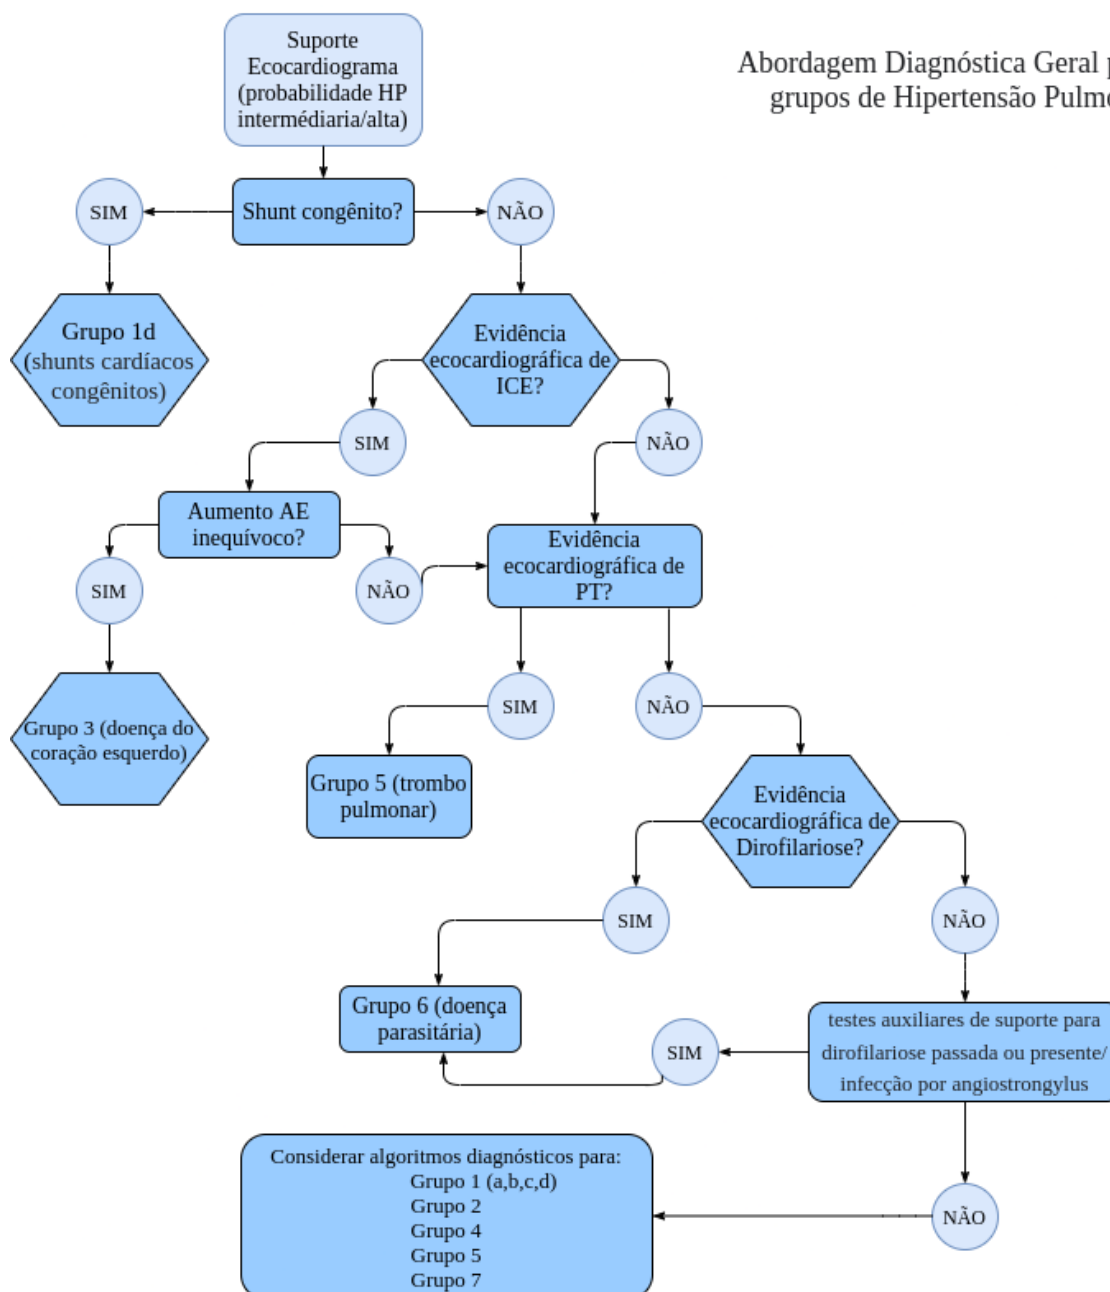 Suporte
Ecocardiograma
(probabilidade HP
intermédiaria/alta)
Abordagem Diagnóstica Geral
grupos de Hipertensão
SIM
Shunt congênito?
NÃO
Grupo 1d
(shunts cardíacos
congênitos)
Evidência
ecocardiográfica de
ICE?
SIM
NÃO
Aumento AE
inequívoco?
Evidência
ecocardiográfica de
PT?
SIM
NÃO
SIM
NÃO
Grupo 3 (doença do
coração esquerdo)
Grupo 5 (trombo
pulmonar)
Evidência
ecocardiográfica de
Dirofilariose?
SIM
NÃO
Grupo 6 (doença
parasitária)
SIM
testes auxiliares de suporte para
dirofilariose passada ou presente/
infecção por angiostrongylus
Considerar algoritmos diagnósticos para:
Grupo 1 (a,b,c,d)
Grupo 2
Grupo 4
Grupo 5
Grupo 7
NÃO